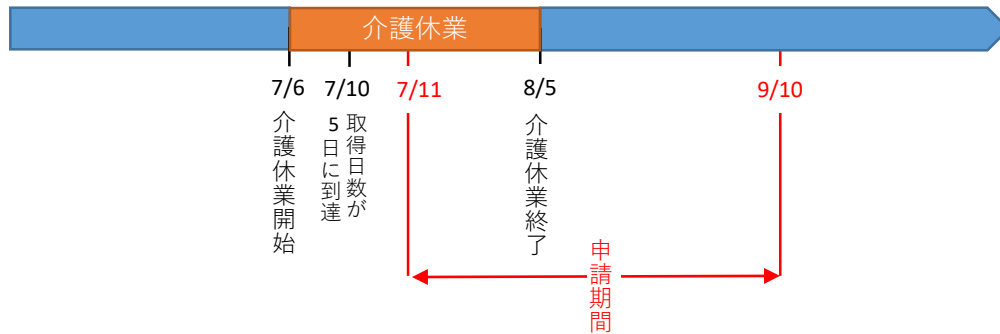 介護休業
7/6
7/10
7/11
8/5
9/10
介護休業開始
取得日数が
5日に到達
介護休業終了
申請期間